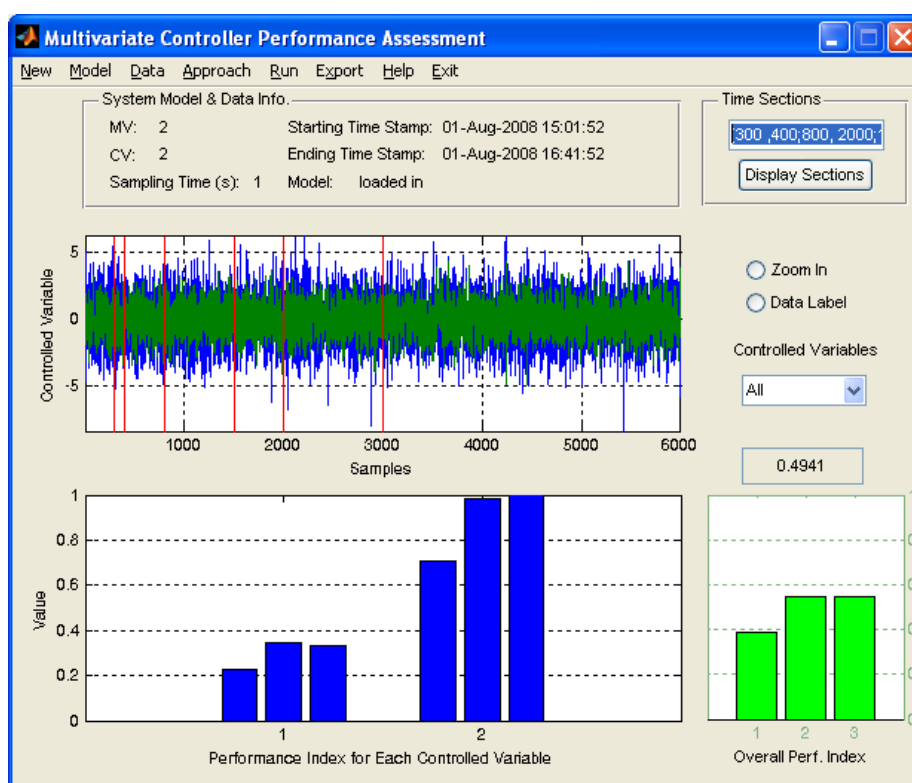 Multivariate Controller Performance Assessment
New Model Data Approach Run Export Help Exit
System Model & Data Info.
MV: 2 Starting Time Stamp: 01-Aug-2008 15:01:52
CV: 2 Ending Time Stamp: 01-Aug-2008 16:41:52
Sampling Time (s): 1 Model: loaded in
Time Sections
[300 ,400;800, 2000;
Display Sections
Controlled Variable
5
0
-5
1000 2000 3000 4000 5000 6000
Samples
Zoom In
Data Label
Controlled Variables
All
0.4941
Value
1
0.8
0.6
0.4
0.2
0
1 2
Performance Index for Each Controlled Variable
1 2 3
Overall Perf. Index